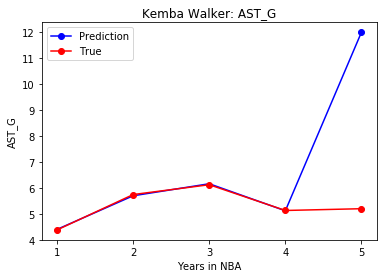 Kemba Walker: AST_G
Prediction
True
12
11
10
9
8
7
6
5
4
AST_G
1 2 3 4 5
Years in NBA